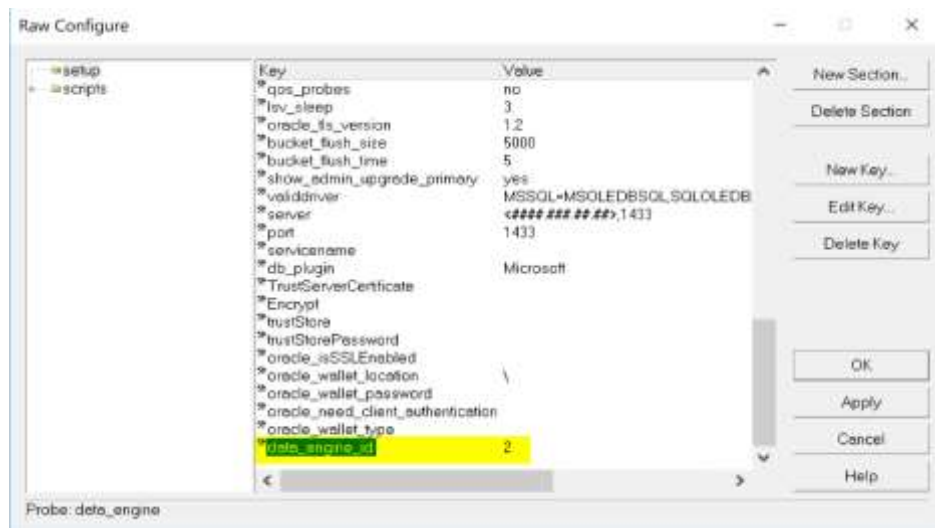 Raw Configure
setup
scripts
Key Value
qos_probes no
lsv_sleep 3
oracle_tls_version 1.2
bucket_flush_size 5000
bucket_flush_time 5
show_admin_upgrade_primary yes
validdriver MSSQL=MSOLEDBSQL,SQLOLEDB
server <####.###.##.##>,1433
port 1433
servicename
db_plugin Microsoft
TrustServerCertificate
Encrypt
trustStore
trustStorePassword
oracle_isSSLEnabled
oracle_wallet_location \
oracle_wallet_password
oracle_need_client_authentication
oracle_wallet_type
data_engine_id 2
New Section...
Delete Section
New Key...
Edit Key...
Delete Key
OK
Apply
Cancel
Help
Probe: data_engine